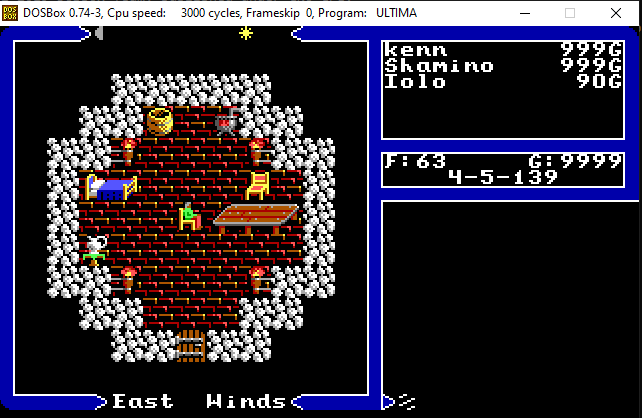 DOSBox 0.74-3, Cpu speed: 3000 cycles, Frameskip 0, Program: ULTIMA
kenn 999G
Shamino 999G
Iolo 90G
F:63 G:9999
4-5-139
East Winds